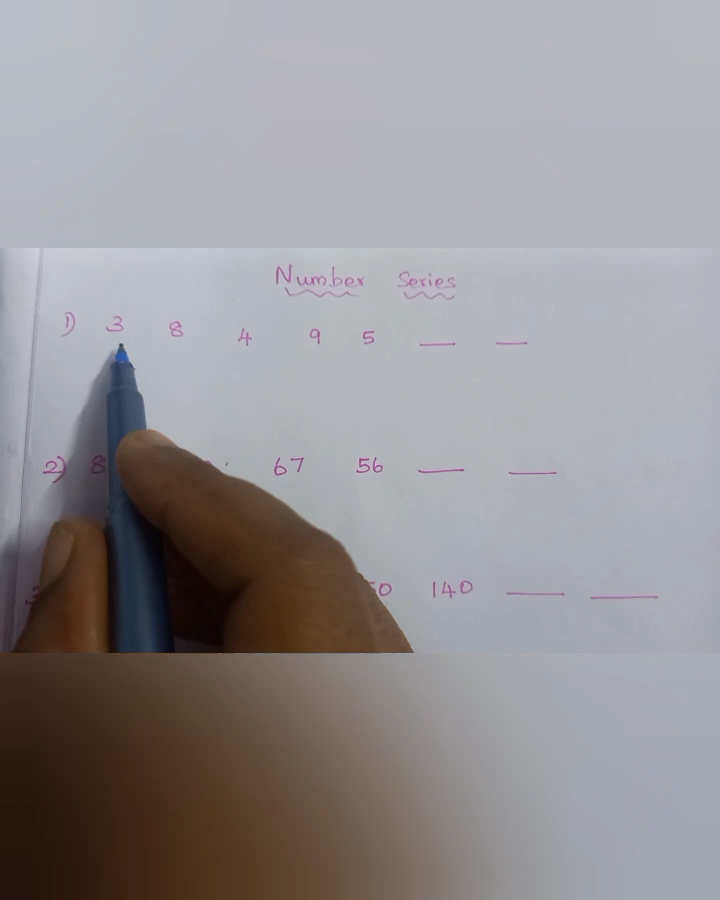 Number Series
1) 3 8 4 9 5 __ __
2) 8 67 56 __ __
50 140 __ __